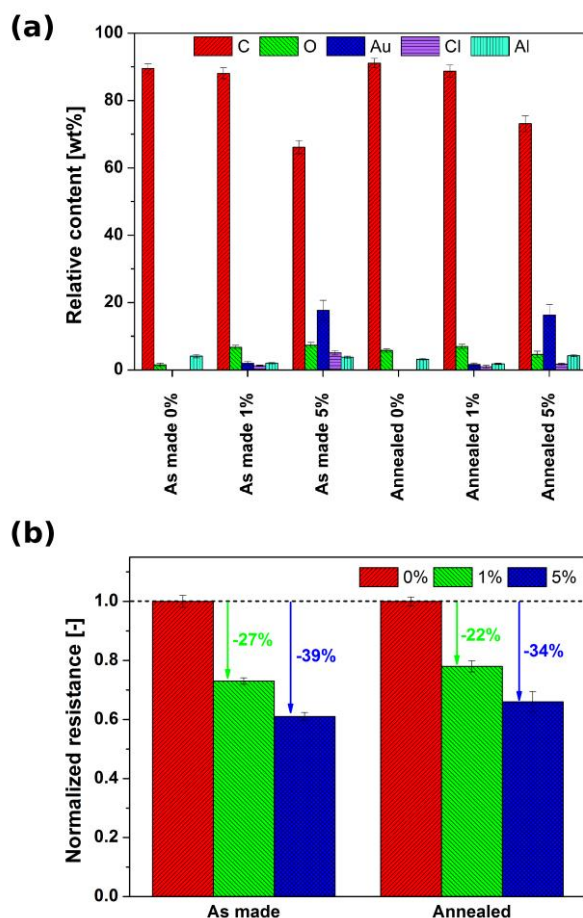 (a)
C O Au Cl Al
Relative content [wt%]
100
80
60
40
20
0
As made 0%
As made 1%
As made 5%
Annealed 0%
Annealed 1%
Annealed 5%
(b)
0% 1% 5%
Normalized resistance [-]
1.0
0.8
0.6
0.4
0.2
0.0
-27%
-39%
-22%
-34%
As made
Annealed